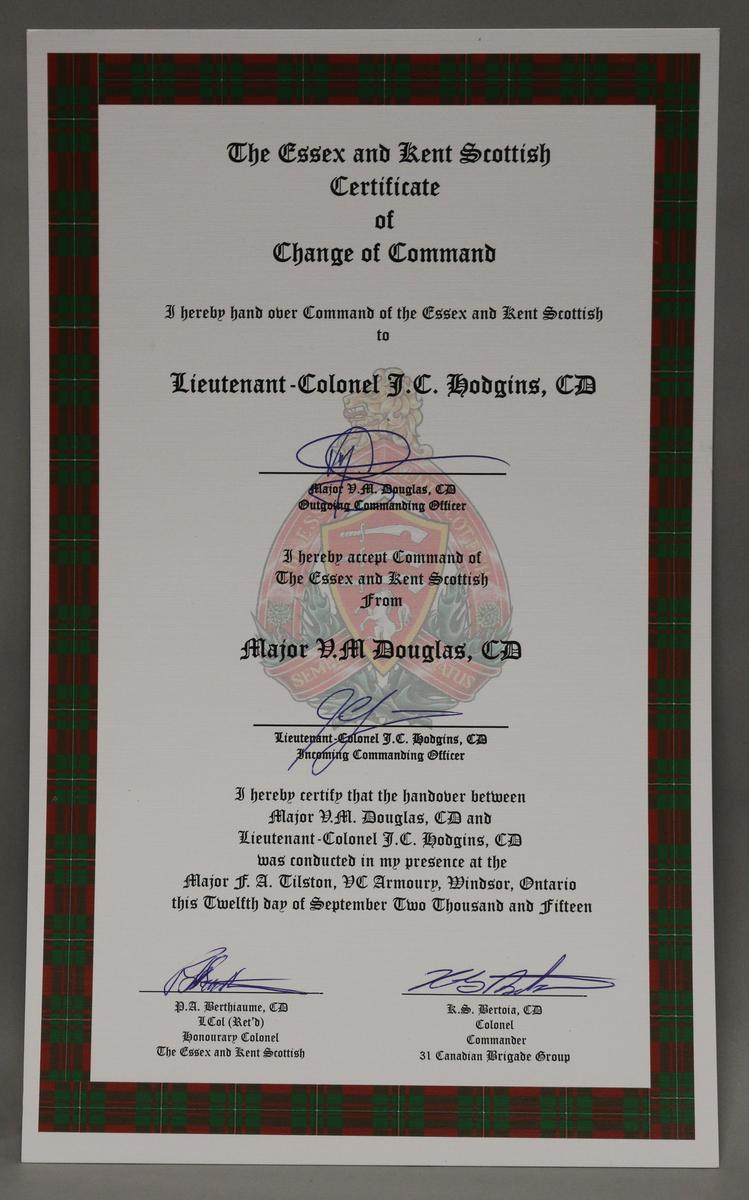 The Essex and Kent Scottish
Certificate
of
Change of Command
I hereby hand over Command of the Essex and Kent Scottish
to
Lieutenant-Colonel J.C. Hodgins, CD
Major V.M. Douglas, CD
Outgoing Commanding Officer
I hereby accept Command of
The Essex and Kent Scottish
From
Major V.M Douglas, CD
Lieutenant-Colonel J.C. Hodgins, CD
Incoming Commanding Officer
I hereby certify that the handover between
Major V.M. Douglas, CD and
Lieutenant-Colonel J.C. Hodgins, CD
was conducted in my presence at the
Major F. A. Tilston, VC Armoury, Windsor, Ontario
this Twelfth day of September Two Thousand and Fifteen
P.A. Berthiaume, CD
LCol (Ret'd)
Honourary Colonel
The Essex and Kent Scottish
K.S. Bertoia, CD
Colonel
Commander
31 Canadian Brigade Group